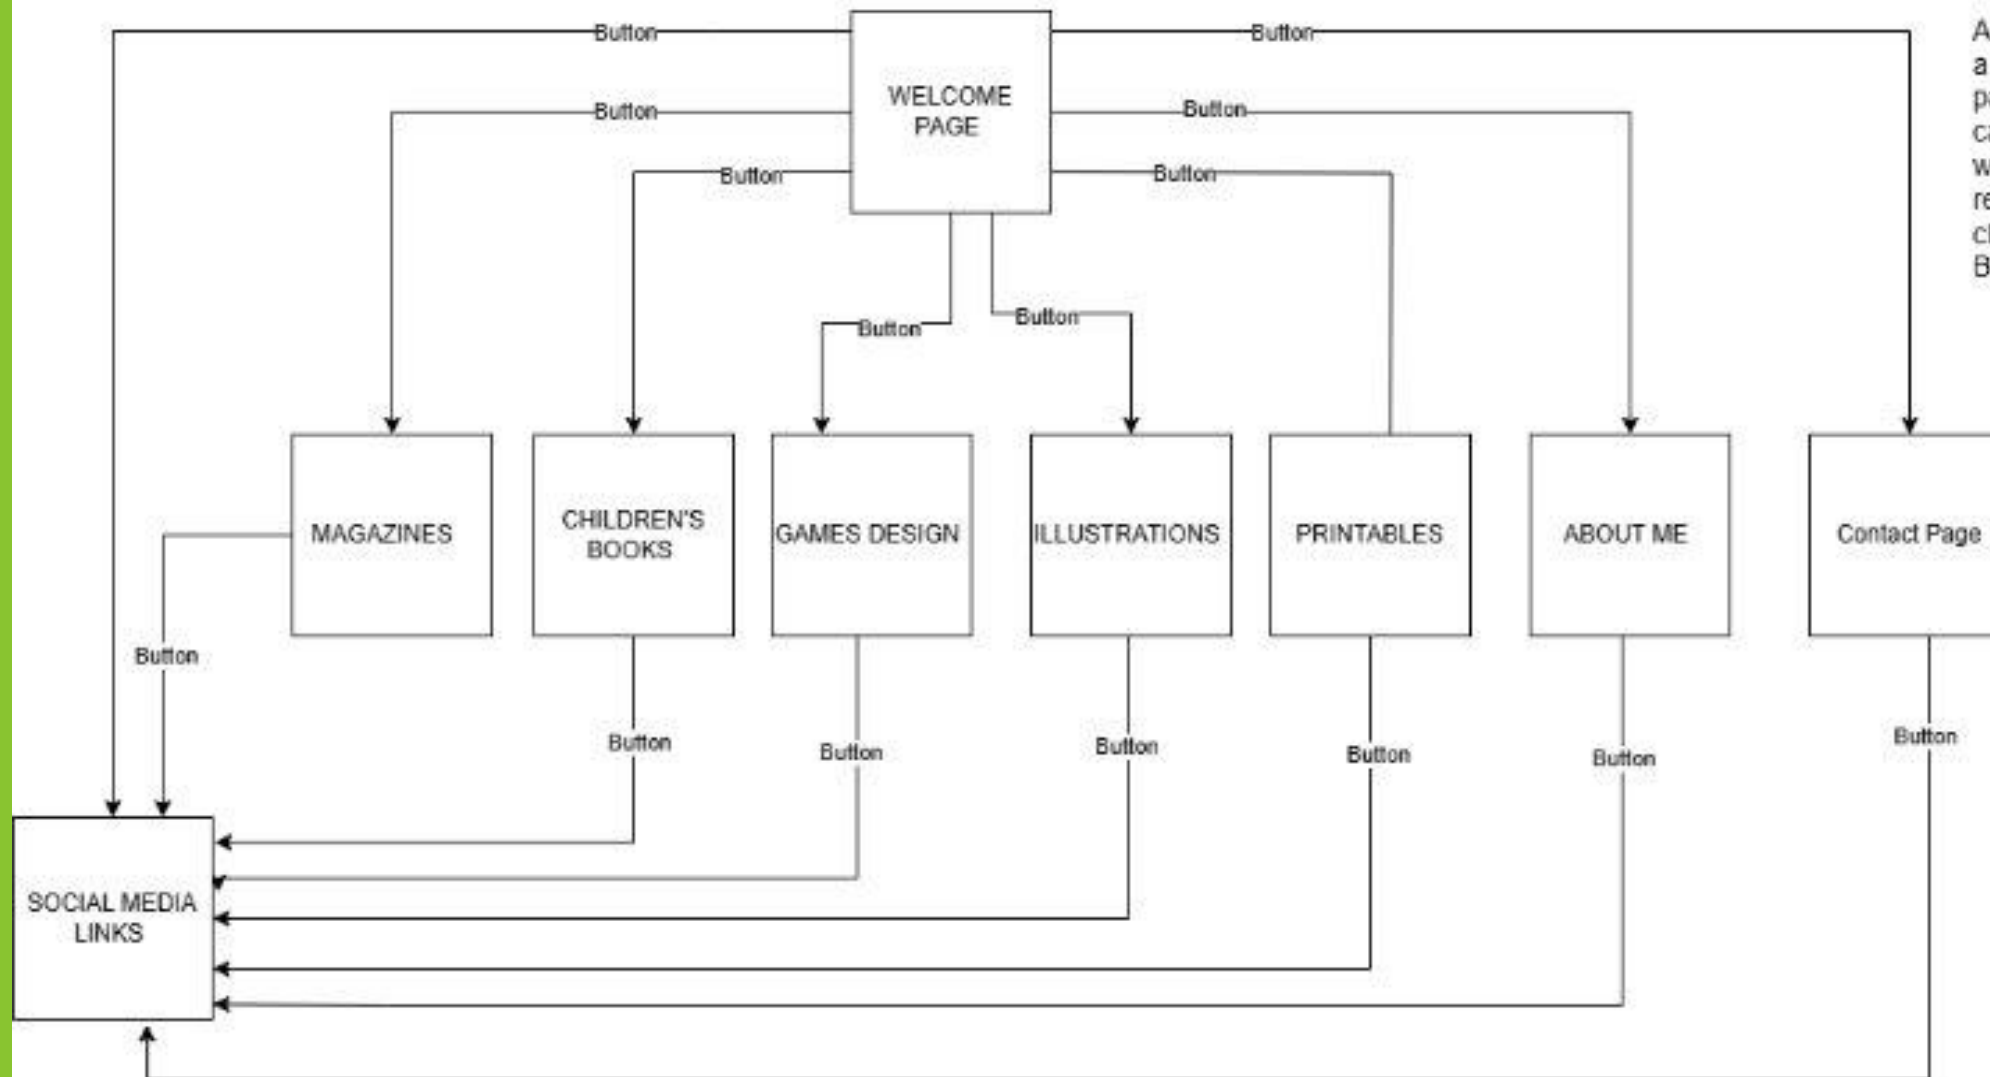 Button
Button
WELCOME
PAGE
Button
Button
Button
Button
Button
Button
MAGAZINES
CHILDREN'S
BOOKS
GAMES DESIGN
ILLUSTRATIONS
PRINTABLES
ABOUT ME
Contact Page
Button
Button
Button
Button
Button
Button
Button
SOCIAL MEDIA
LINKS